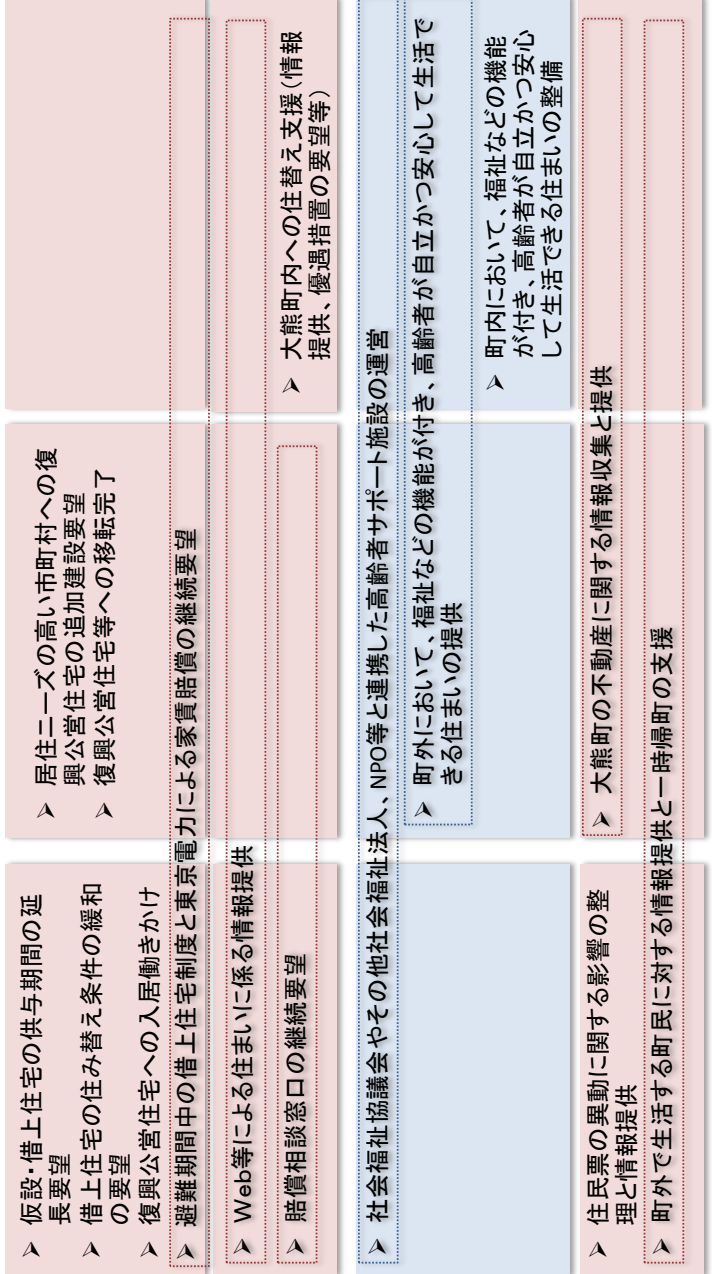 ➢ 仮設・借上住宅の供与期間の延
長要望
➢ 借上住宅の住み替え条件の緩和
の要望
➢ 復興公営住宅への入居働きかけ
➢ 居住ニーズの高い市町村への復
興公営住宅の追加建設要望
➢ 復興公営住宅等への移転完了
➢ 避難期間中の借上住宅制度と東京電力による家賃賠償の継続要望
➢ Web等による住まいに係る情報提供
➢ 賠償相談窓口の継続要望
➢ 大熊町内への住替え支援(情報
提供、優遇措置の要望等)
➢ 社会福祉協議会やその他社会福祉法人、NPO等と連携した高齢者サポート施設の運営
➢ 町外において、福祉などの機能が付き、高齢者が自立かつ安心して生活で
きる住まいの提供
➢ 町内において、福祉などの機能
が付き、高齢者が自立かつ安心
して生活できる住まいの整備
➢ 住民票の異動に関する影響の整
理と情報提供
➢ 大熊町の不動産に関する情報収集と提供
➢ 町外で生活する町民に対する情報提供と一時帰町の支援